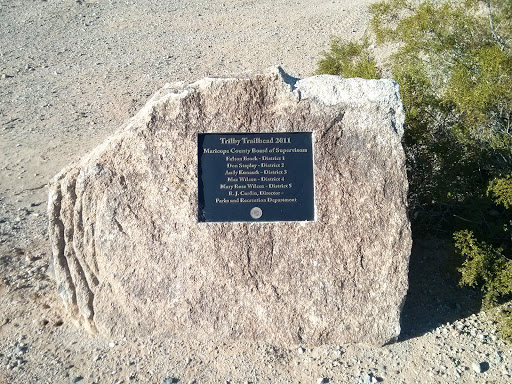 Trilby Trailhead 2011
Maricopa County Board of Supervisors
Fulton Brock - District 1
Don Stapley - District 2
Andy Kunasek - District 3
Max Wilson - District 4
Mary Rose Wilcox - District 5
R. J. Cardin, Director -
Parks and Recreation Department